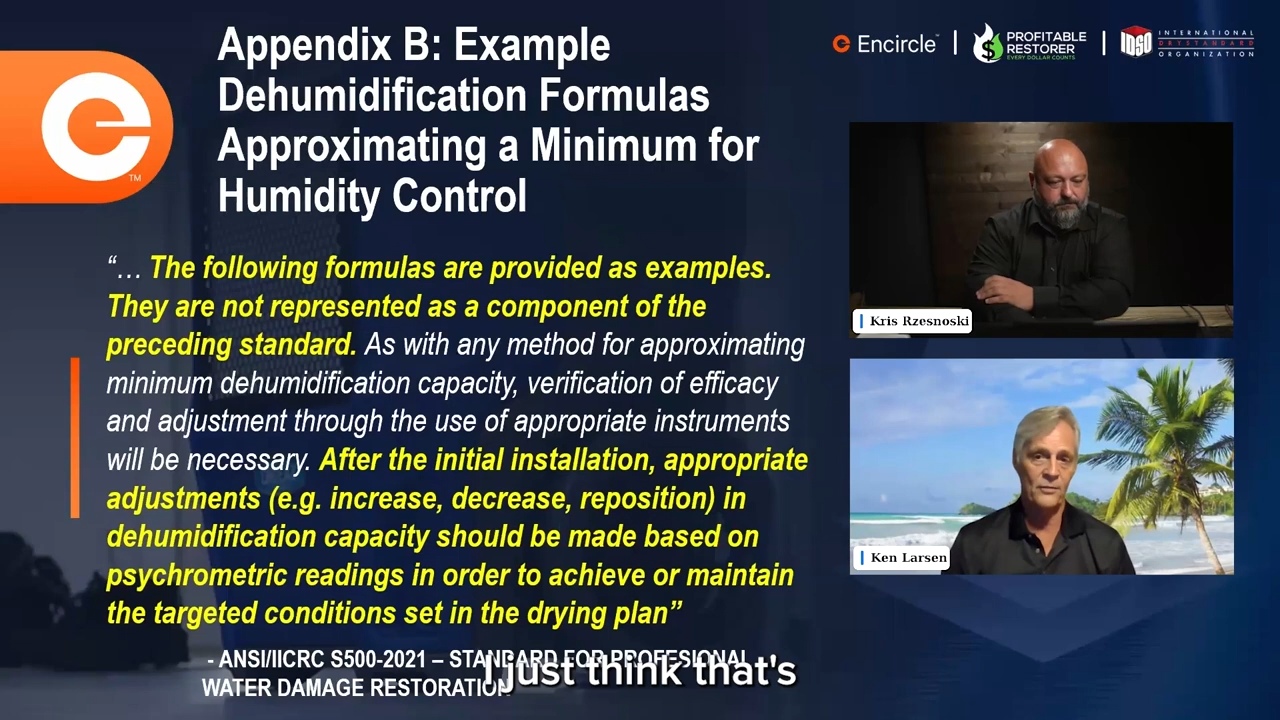 Appendix B: Example
Dehumidification Formulas
Approximating a Minimum for
Humidity Control
“… The following formulas are provided as examples.
They are not represented as a component of the
preceding standard. As with any method for approximating
minimum dehumidification capacity, verification of efficacy
and adjustment through the use of appropriate instruments
will be necessary. After the initial installation, appropriate
adjustments (e.g. increase, decrease, reposition) in
dehumidification capacity should be made based on
psychrometric readings in order to achieve or maintain
the targeted conditions set in the drying plan”
- ANSI/IICRC S500-2021 – STANDARD FOR PROFESIONAL
WATER DAMAGE RESTORATION
I just think that's
TM
Encircle™
PROFITABLE
RESTORER
EVERY DOLLAR COUNTS
IDSO
INTERNATIONAL
DRYSTANDARD
ORGANIZATION
Kris Rzesnoski
Ken Larsen